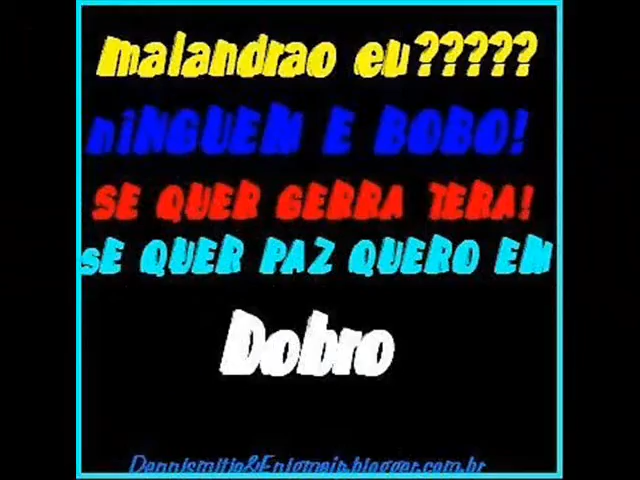 malandrao eu?????
NiNGUEM E BOBO!
SE QUER GERRA TERA!
SE QUER PAZ QUERO EM
Dobro